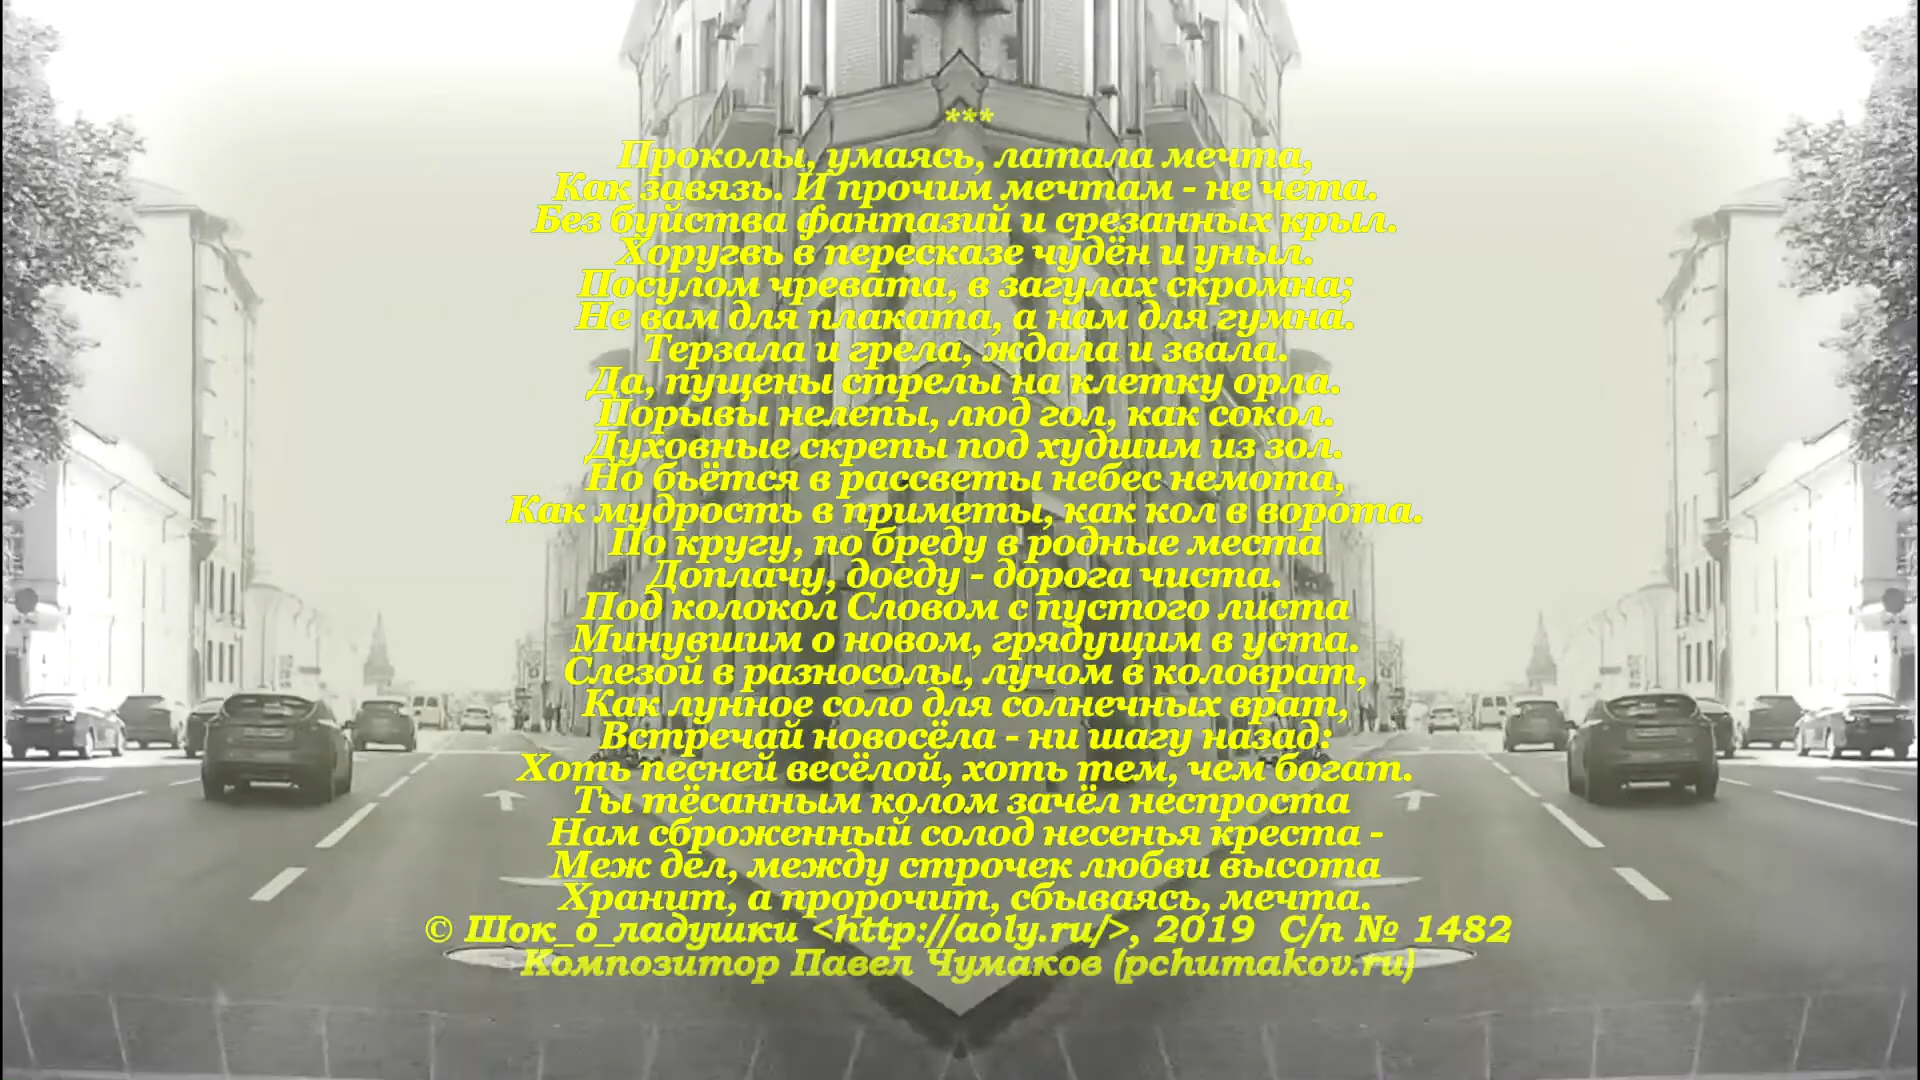 ***
Проколы, умаясь, латала мечта,
Как завязь. И прочим мечтам - не чета.
Без буйства фантазий и срезанных крыл.
Хоругвь в пересказе чудён и уныл.
Посулом чревата, в загулах скромна;
Не вам для плаката, а нам для гумна.
Терзала и грела, ждала и звала.
Да, пущены стрелы на клетку орла.
Порывы нелепы, люд гол, как сокол.
Духовные скрепы под худшим из зол.
Но бьётся в рассветы небес немота,
Как мудрость в приметы, как кол в ворота.
По кругу, по бреду в родные места
Доплачу, доеду - дорога чиста.
Под колокол Словом с пустого листа
Минувшим о новом, грядущим в уста.
Слезой в разносолы, лучом в коловрат,
Как лунное соло для солнечных врат,
Встречай новосёла - ни шагу назад:
Хоть песней весёлой, хоть тем, чем богат.
Ты тёсанным колом зачёл неспроста
Нам сброженный солод несенья креста -
Меж дел, между строчек любви высота
Хранит, а пророчит, сбываясь, мечта.
© Шок_о_ладушки <http://aoly.ru/>, 2019 С/п № 1482
Композитор Павел Чумаков (pchumakov.ru)